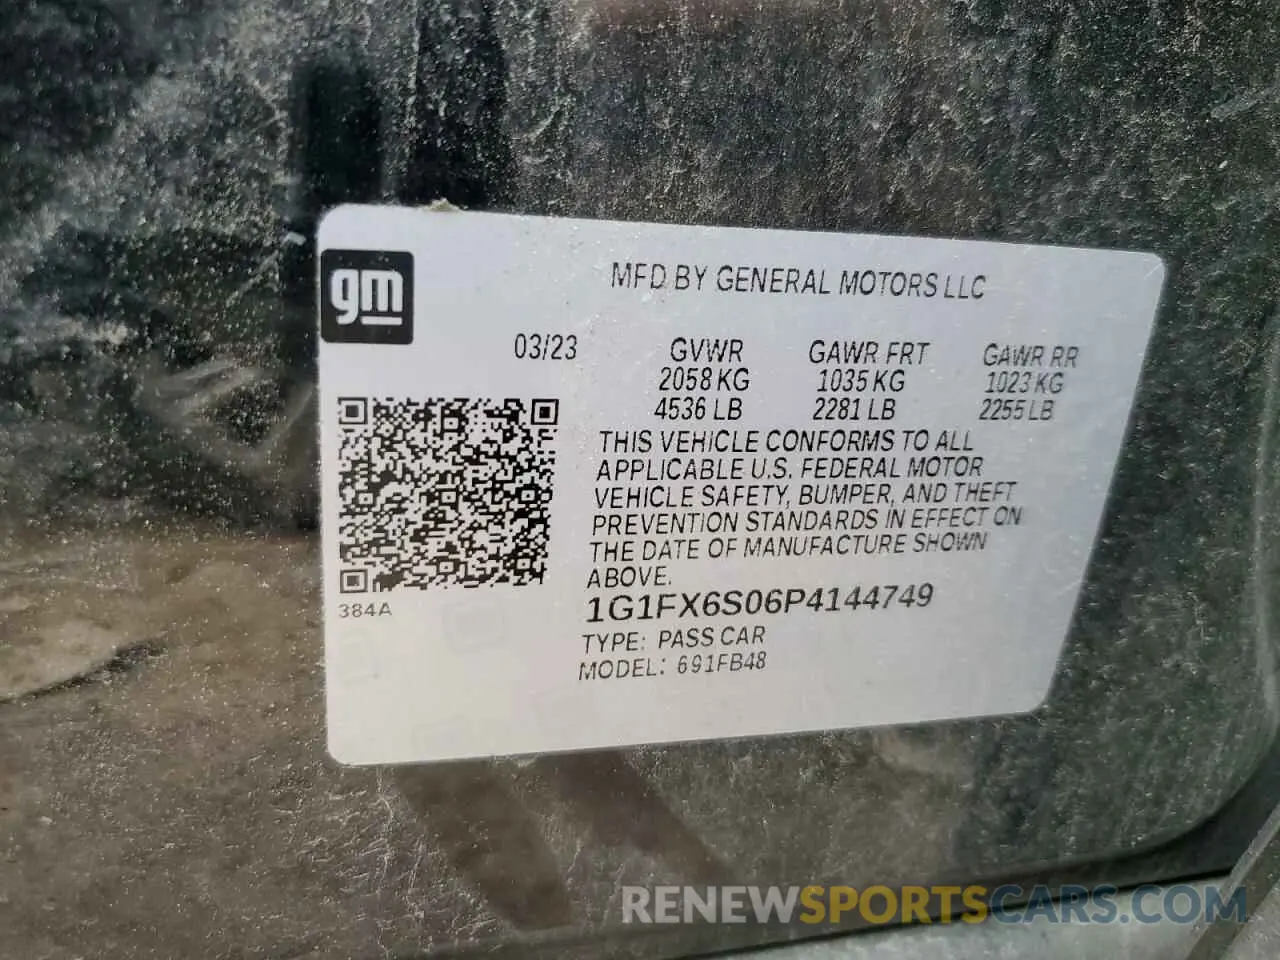 gm
MFD BY GENERAL MOTORS LLC
03/23 GVWR GAWR FRT GAWR RR
2058 KG 1035 KG 1023 KG
4536 LB 2281 LB 2255 LB
THIS VEHICLE CONFORMS TO ALL
APPLICABLE U.S. FEDERAL MOTOR
VEHICLE SAFETY, BUMPER, AND THEFT
PREVENTION STANDARDS IN EFFECT ON
THE DATE OF MANUFACTURE SHOWN
ABOVE.
384A
1G1FX6S06P4144749
TYPE: PASS CAR
MODEL: 691FB48
RENEWSPORTSCARS.COM